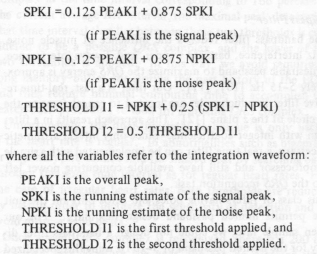 SPKI = 0.125 PEAKI + 0.875 SPKI
(if PEAKI is the signal peak)
NPKI = 0.125 PEAKI + 0.875 NPKI
(if PEAKI is the noise peak)
THRESHOLD I1 = NPKI + 0.25 (SPKI – NPKI)
THRESHOLD I2 = 0.5 THRESHOLD I1
where all the variables refer to the integration waveform:
PEAKI is the overall peak,
SPKI is the running estimate of the signal peak,
NPKI is the running estimate of the noise peak,
THRESHOLD I1 is the first threshold applied, and
THRESHOLD I2 is the second threshold applied.